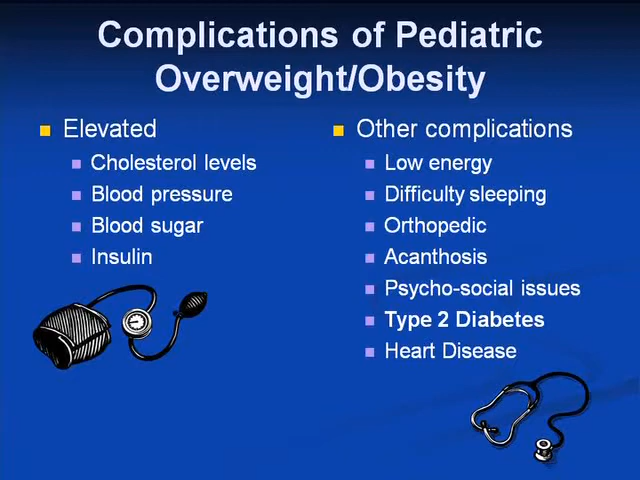 Complications of Pediatric
Overweight/Obesity
Elevated
Cholesterol levels
Blood pressure
Blood sugar
Insulin
Other complications
Low energy
Difficulty sleeping
Orthopedic
Acanthosis
Psycho-social issues
Type 2 Diabetes
Heart Disease